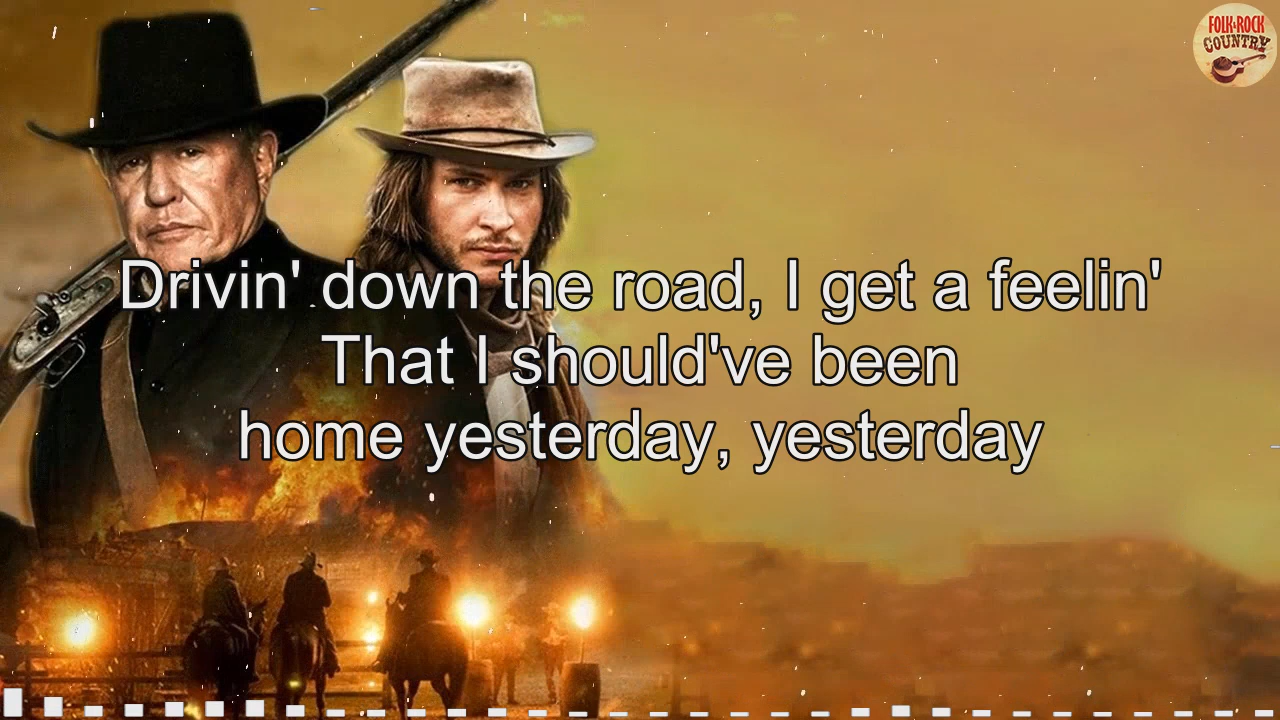 FOLK-ROCK
COUNTRY
Drivin' down the road, I get a feelin'
That I should've been
home yesterday, yesterday